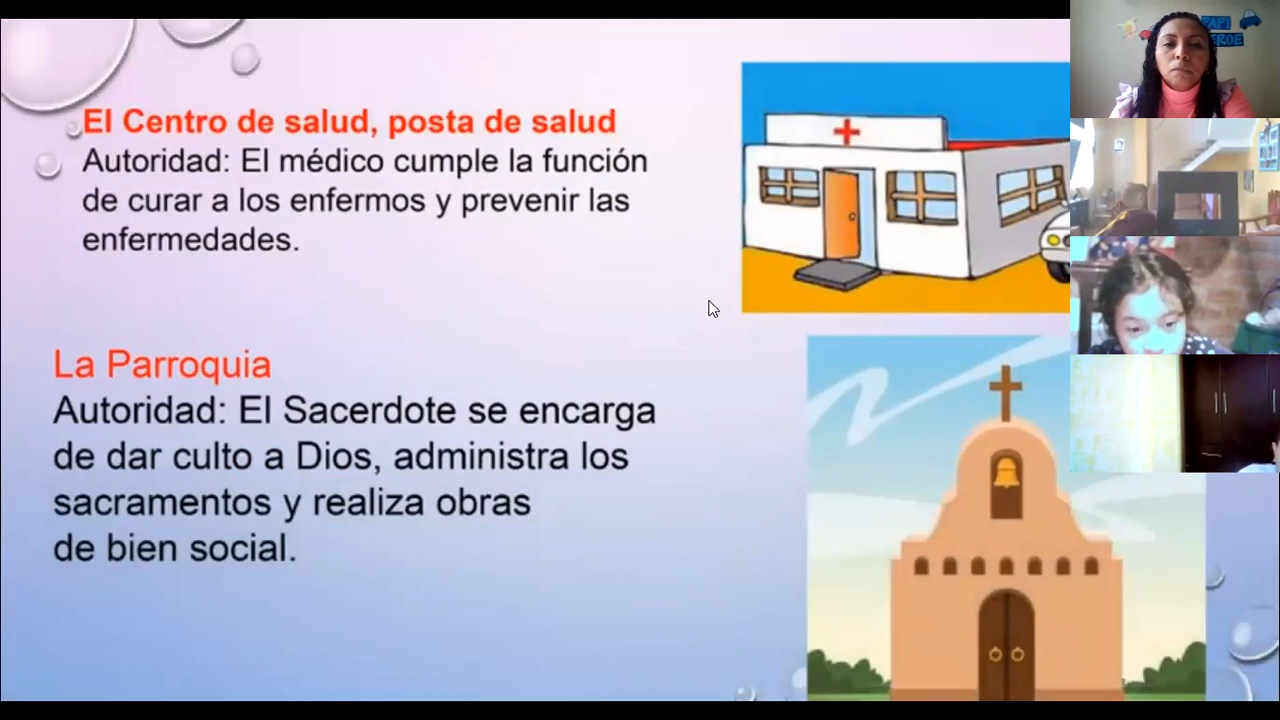 El Centro de salud, posta de salud
Autoridad: El médico cumple la función
de curar a los enfermos y prevenir las
enfermedades.
La Parroquia
Autoridad: El Sacerdote se encarga
de dar culto a Dios, administra los
sacramentos y realiza obras
de bien social.
PAPI